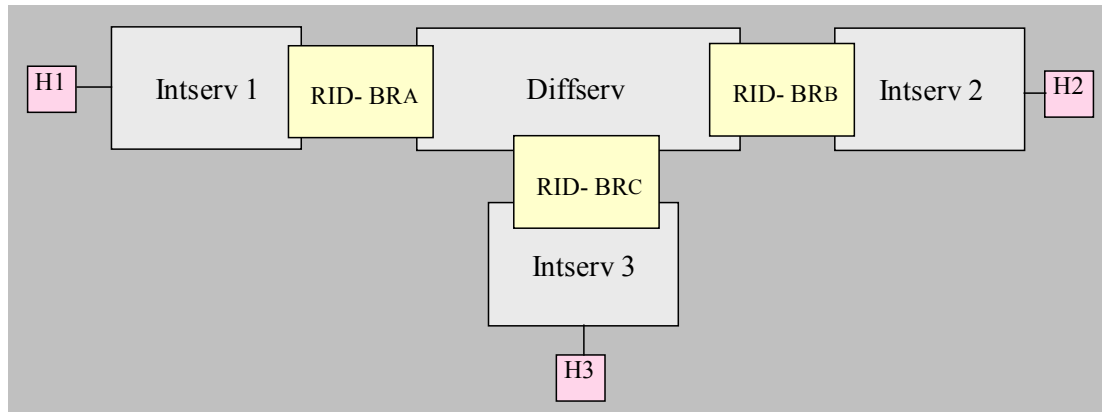 H1
Intserv 1
RID- BRA
Diffserv
RID- BRB
Intserv 2
H2
RID- BRC
Intserv 3
H3